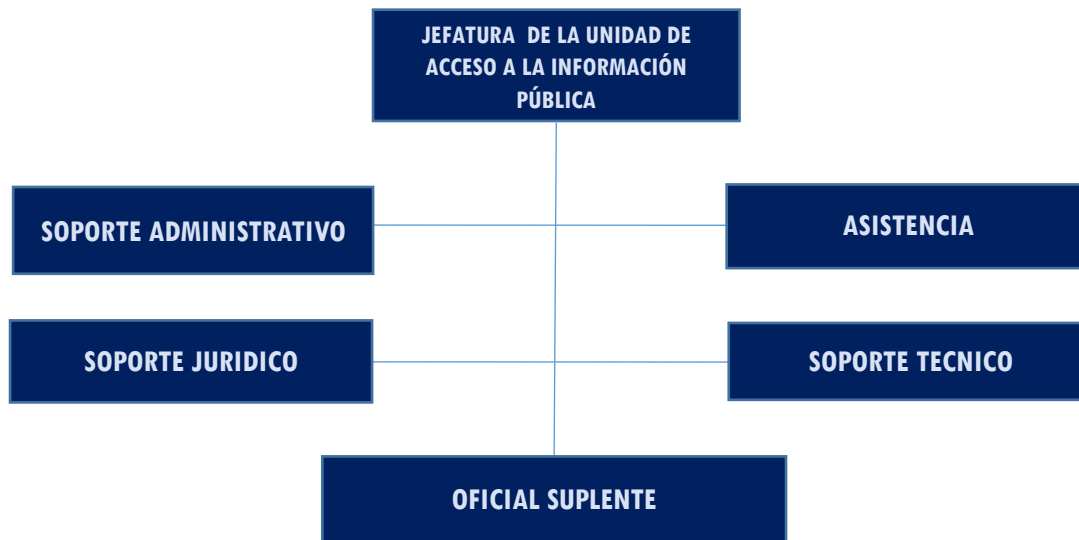 JEFATURA DE LA UNIDAD DE
ACCESO A LA INFORMACIÓN
PÚBLICA
SOPORTE ADMINISTRATIVO
ASISTENCIA
SOPORTE JURIDICO
SOPORTE TECNICO
OFICIAL SUPLENTE